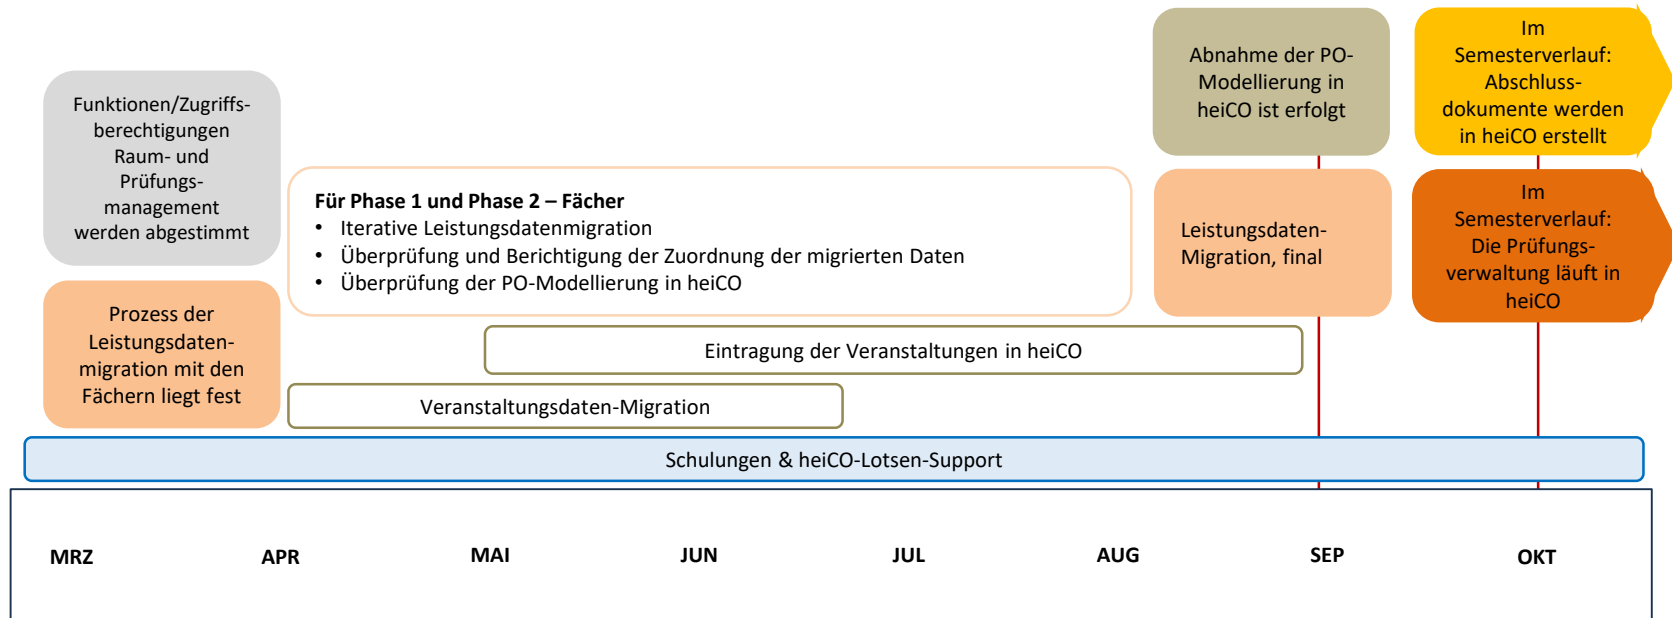 Funktionen/Zugriffs-
berechtigungen
Raum- und
Prüfungs-
management
werden abgestimmt
Prozess der
Leistungsdaten-
migration mit den
Fächern liegt fest
Für Phase 1 und Phase 2 – Fächer
• Iterative Leistungsdatenmigration
• Überprüfung und Berichtigung der Zuordnung der migrierten Daten
• Überprüfung der PO-Modellierung in heiCO
Abnahme der PO-
Modellierung in
heiCO ist erfolgt
Leistungsdaten-
Migration, final
Im
Semesterverlauf:
Abschluss-
dokumente werden
in heiCO erstellt
Im
Semesterverlauf:
Die Prüfungs-
verwaltung läuft in
heiCO
Eintragung der Veranstaltungen in heiCO
Veranstaltungsdaten-Migration
Schulungen & heiCO-Lotsen-Support
MRZ APR MAI JUN JUL AUG SEP OKT